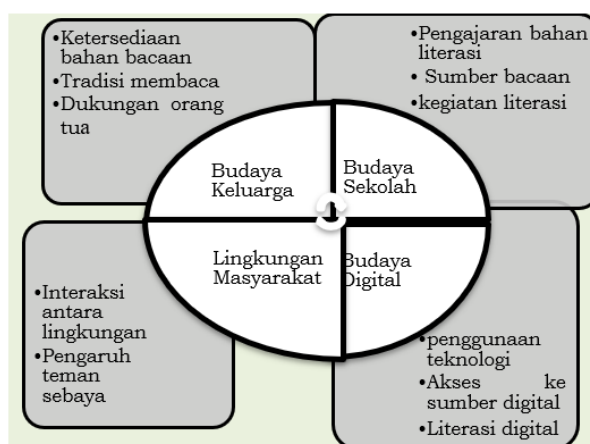 •Ketersediaan
bahan bacaan
•Tradisi membaca
•Dukungan orang
tua
•Pengajaran bahan
literasi
• Sumber bacaan
•kegiatan literasi
Budaya
Keluarga
Budaya
Sekolah
Lingkungan
Masyarakat
Budaya
Digital
•Interaksi
antara
lingkungan
•Pengaruh
teman
sebaya
•penggunaan
teknologi
•Akses ke
sumber digital
•Literasi digital